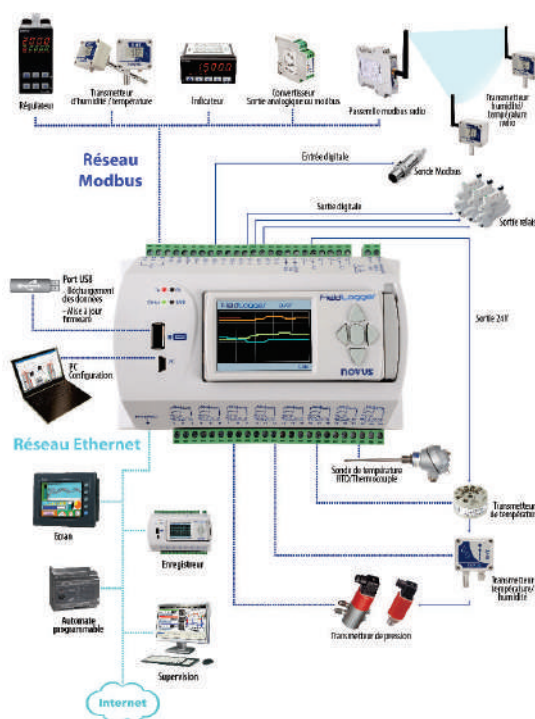 Régulateur
Transmetteur
d'humidité / température
15000
Indicateur
Convertisseur
Sortie analogique ou modbus
Passerelle modbus radio
Transmetteur
humidité/
température
radio
Réseau
Modbus
Entrée digitale
Sonde Modbus
Sortie digitale
Sortie relais
Port USB
- Déchargement
des données
- Mise à jour
firmware
FieldLogger
FieldLogger
novus
Sortie 24V
PC
Configuration
Réseau Ethernet
Sonde de température
RTD/Thermocouple
Transmetteur
de température
Ecran
Enregistreur
Transmetteur
température/
humidité
Automate
programmable
Transmetteur de pression
Supervision
Internet